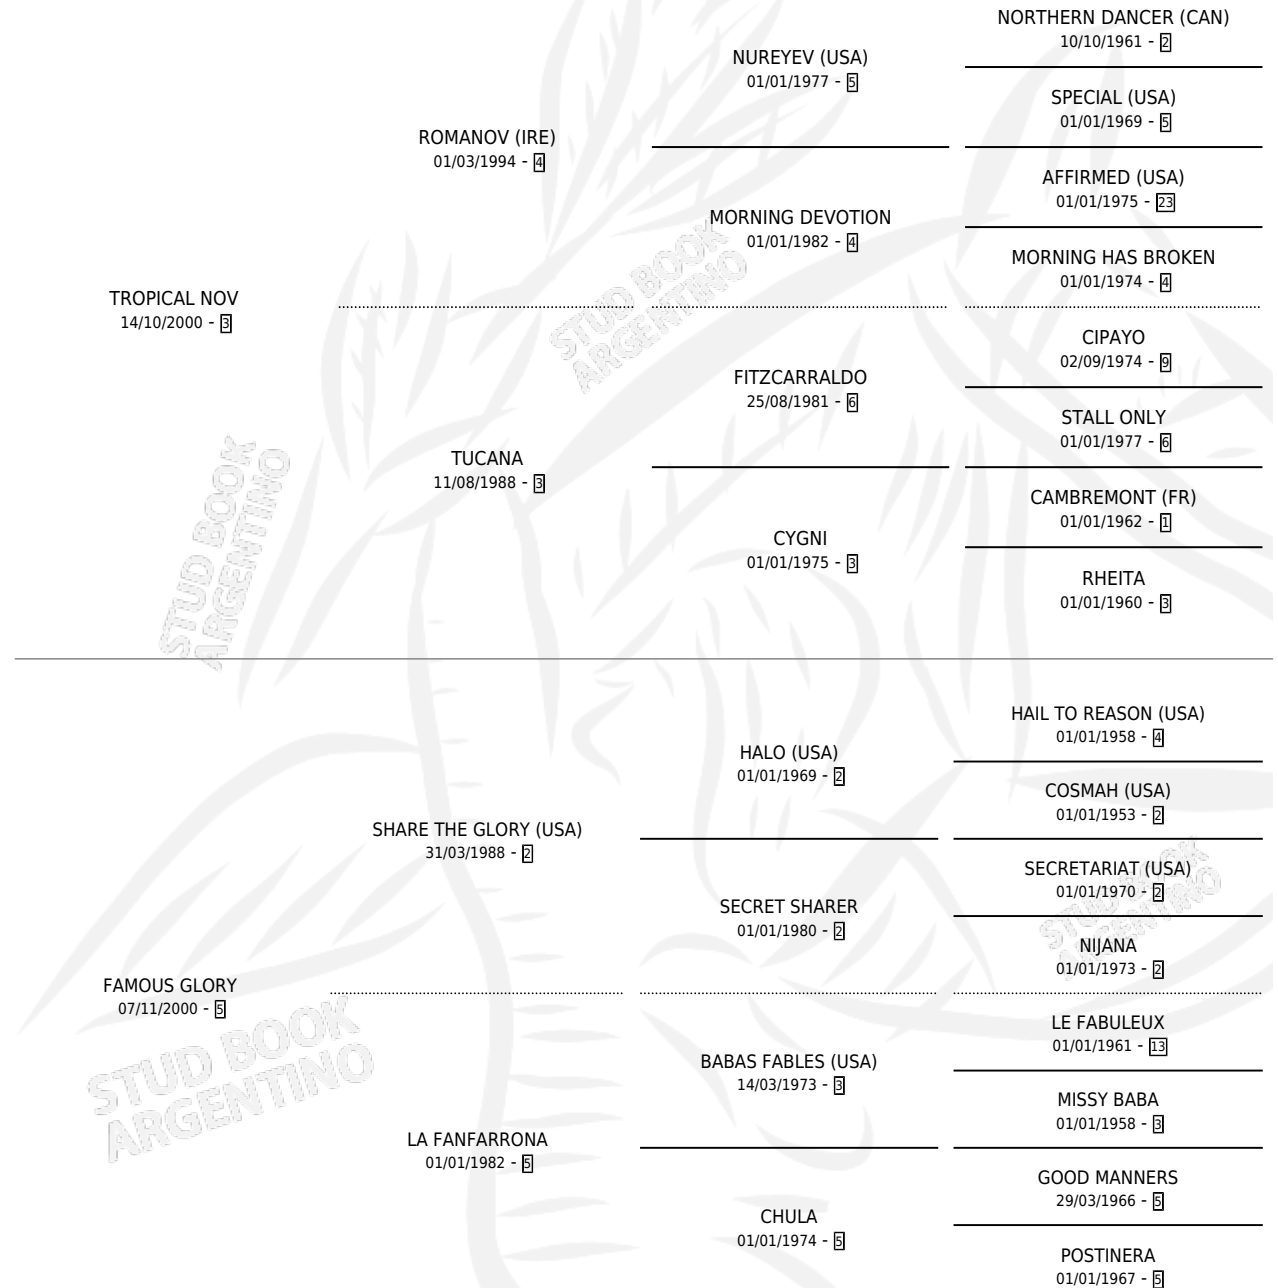 NORTHERN DANCER (CAN)
10/10/1961 - 2
NUREYEV (USA)
01/01/1977 - 5
SPECIAL (USA)
01/01/1969 - 5
ROMANOV (IRE)
01/03/1994 - 4
AFFIRMED (USA)
01/01/1975 - 23
MORNING DEVOTION
01/01/1982 - 4
MORNING HAS BROKEN
01/01/1974 - 4
TROPICAL NOV
14/10/2000 - 3
STUD BOOK
ARGENTINO
CIPAYO
02/09/1974 - 9
FITZCARRALDO
25/08/1981 - 6
STALL ONLY
01/01/1977 - 6
TUCANA
11/08/1988 - 3
CAMBREMONT (FR)
01/01/1962 - 1
CYGNI
01/01/1975 - 3
RHEITA
01/01/1960 - 3
STUD BOOK
ARGENTINO
HAIL TO REASON (USA)
01/01/1958 - 4
HALO (USA)
01/01/1969 - 2
COSMAH (USA)
01/01/1953 - 2
SHARE THE GLORY (USA)
31/03/1988 - 2
SECRETARIAT (USA)
01/01/1970 - 2
SECRET SHARER
01/01/1980 - 2
NIJANA
01/01/1973 - 2
STUD BOOK
ARGENTINO
FAMOUS GLORY
07/11/2000 - 5
LE FABULEUX
01/01/1961 - 13
BABAS FABLES (USA)
14/03/1973 - 3
MISSY BABA
01/01/1958 - 3
STUD BOOK
ARGENTINO
LA FANFARRONA
01/01/1982 - 5
GOOD MANNERS
29/03/1966 - 5
CHULA
01/01/1974 - 5
POSTINERA
01/01/1967 - 5